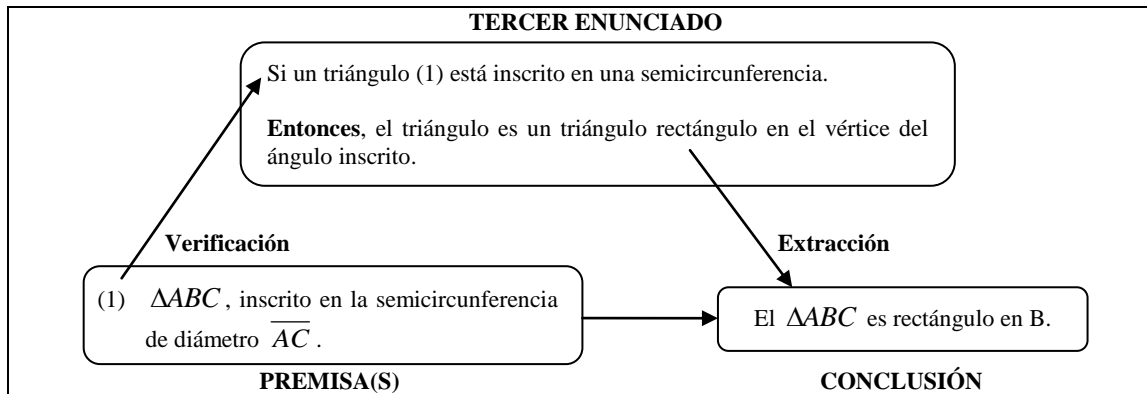 TERCER ENUNCIADO
Si un triángulo (1) está inscrito en una semicircunferencia.
Entonces, el triángulo es un triángulo rectángulo en el vértice del
ángulo inscrito.
Verificación
Extracción
(1) ΔABC, inscrito en la semicircunferencia
de diámetro \overline{AC}.
El ΔABC es rectángulo en B.
PREMISA(S)
CONCLUSIÓN